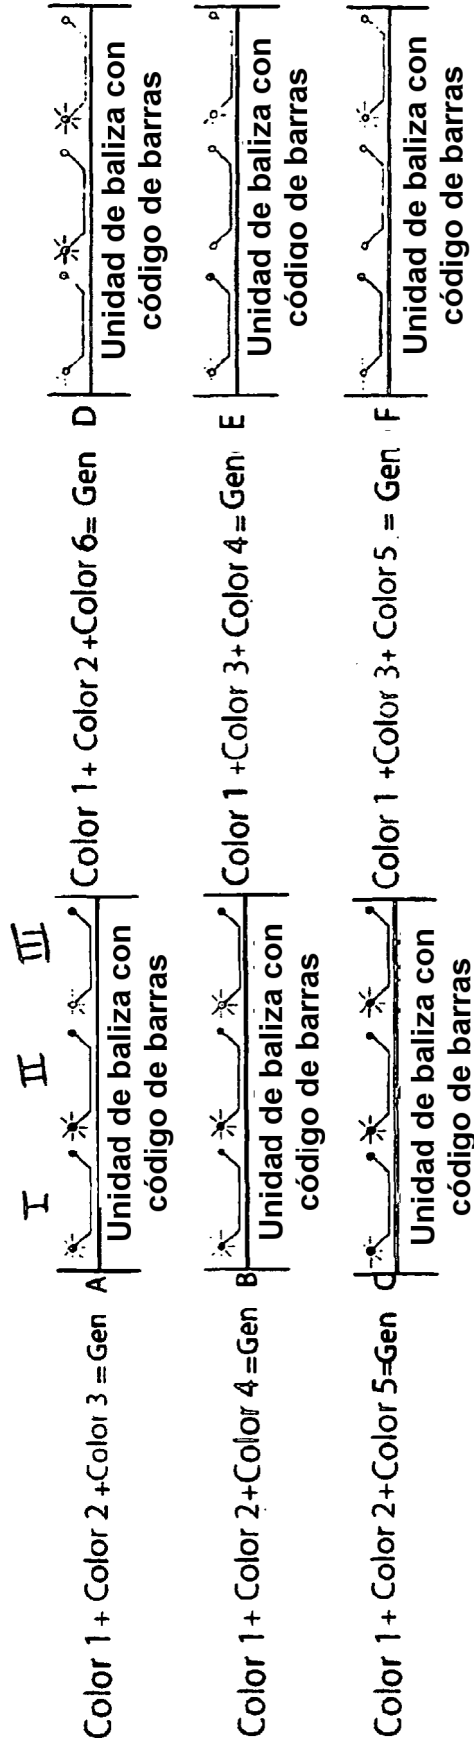 I II III
Color 1+ Color 2 +Color 3 =Gen A
Unidad de baliza con
código de barras
Color 1+ Color 2 +Color 6= Gen D
Unidad de baliza con
código de barras
Color 1+ Color 2+Color 4 =Gen B
Unidad de baliza con
código de barras
Color 1 +Color 3+ Color 4 = Gen E
Unidad de baliza con
código de barras
Color 1+ Color 2+Color 5=Gen C
Unidad de baliza con
código de barras
Color 1 +Color 3+ Color 5 = Gen F
Unidad de baliza con
código de barras